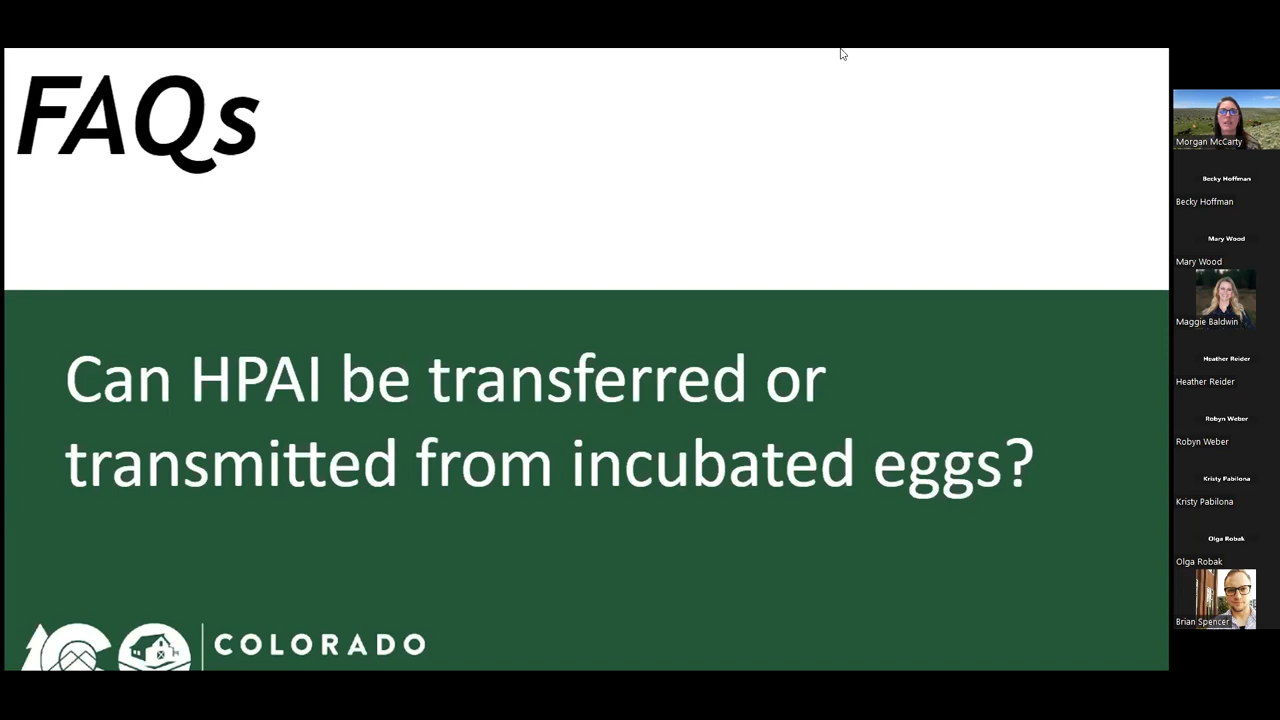 FAQs
Can HPAI be transferred or
transmitted from incubated eggs?
COLORADO
Morgan McCarty
Becky Hoffman
Becky Hoffman
Mary Wood
Mary Wood
Maggie Baldwin
Heather Reider
Heather Reider
Robyn Weber
Robyn Weber
Kristy Pabilona
Kristy Pabilona
Olga Robak
Olga Robak
Brian Spencer